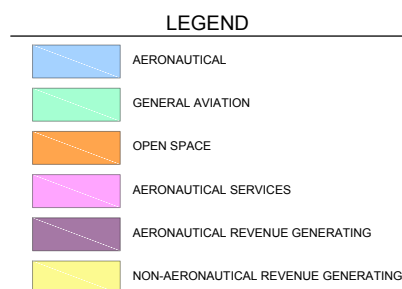 LEGEND
AERONAUTICAL
GENERAL AVIATION
OPEN SPACE
AERONAUTICAL SERVICES
AERONAUTICAL REVENUE GENERATING
NON-AERONAUTICAL REVENUE GENERATING